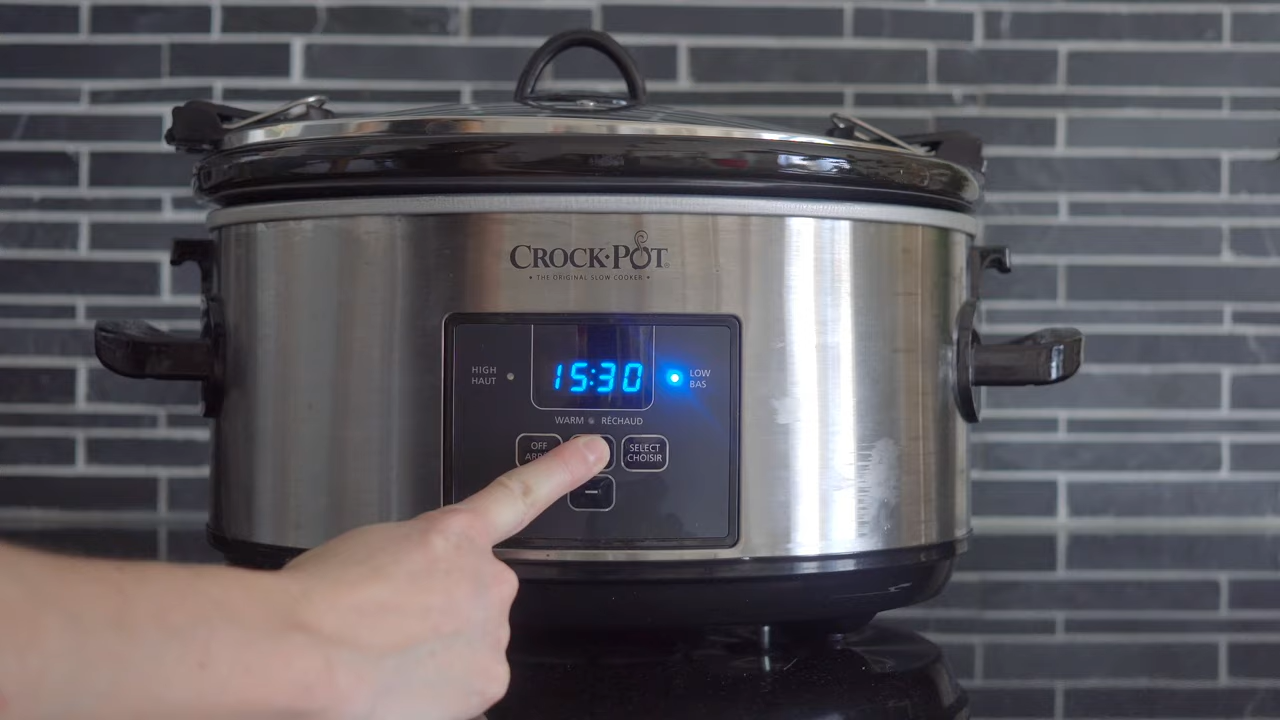 CROCK·POT®
• THE ORIGINAL SLOW COOKER •
HIGH
HAUT
15:30
LOW
BAS
WARM RÉCHAUD
OFF
SELECT
CHOISIR
–